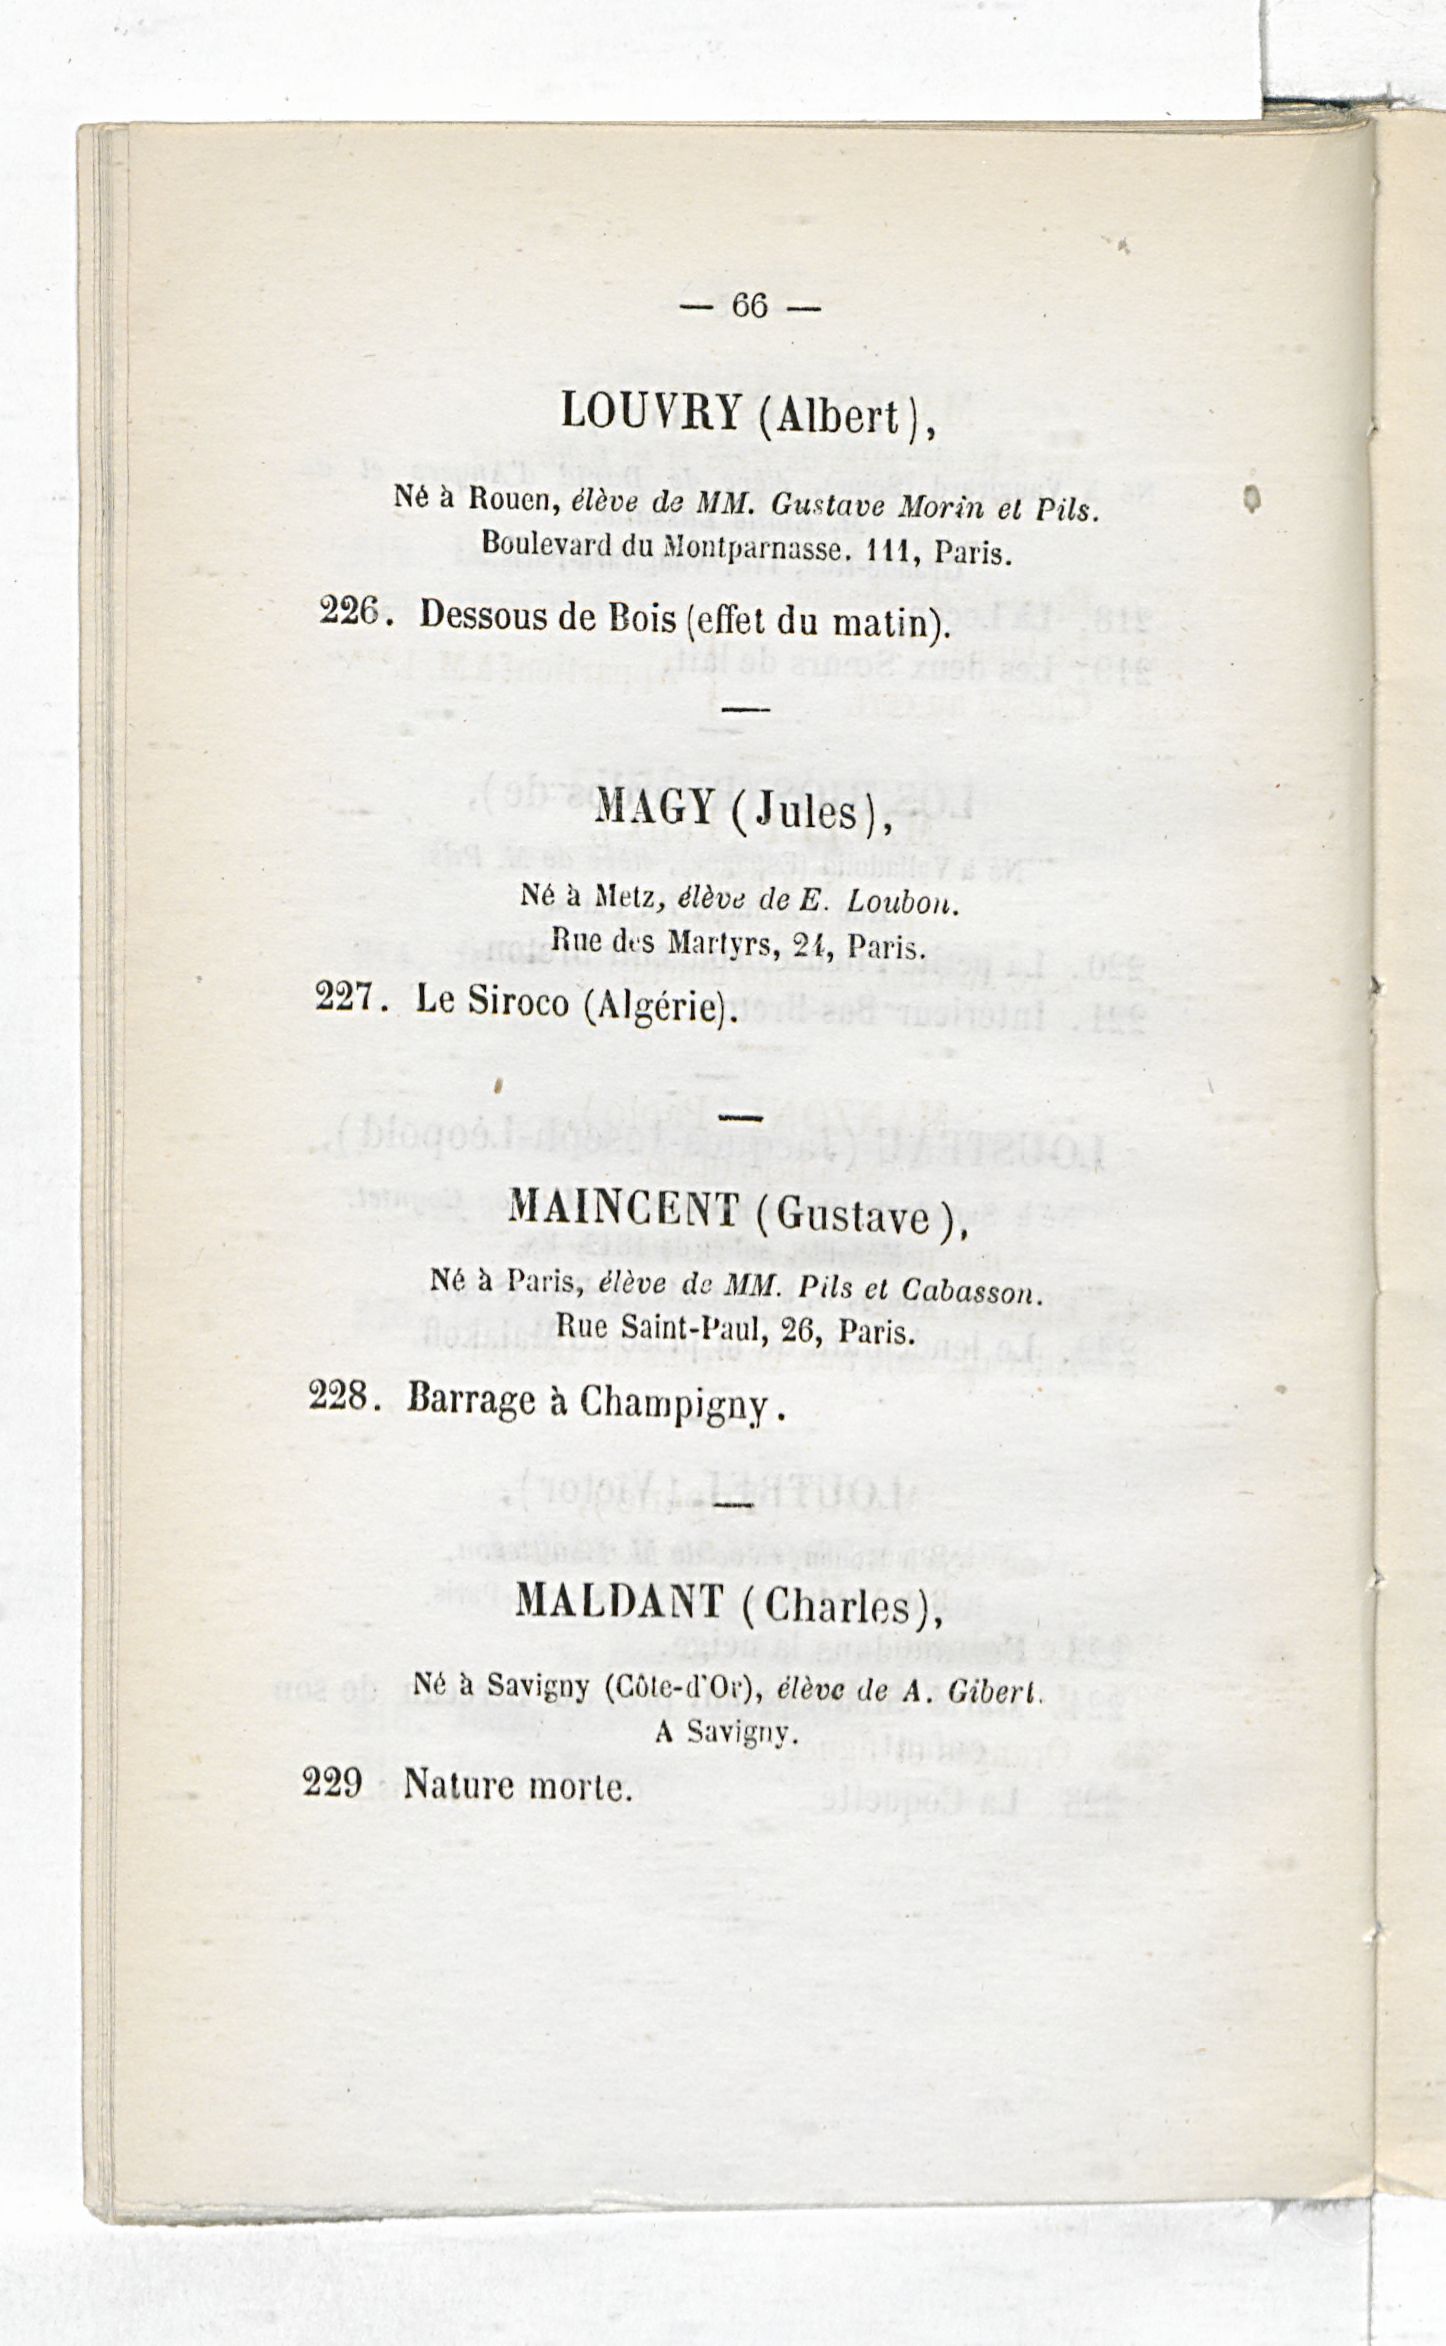 — 66 —
LOUVRY (Albert),
Né à Rouen, élève de MM. Gustave Morin et Pils.
Boulevard du Montparnasse. 111, Paris.
226. Dessous de Bois (effet du matin).
MAGY (Jules),
Né à Metz, élève de E. Loubon.
Rue des Martyrs, 24, Paris.
227. Le Siroco (Algérie).
MAINCENT (Gustave),
Né à Paris, élève de MM. Pils et Cabasson.
Rue Saint-Paul, 26, Paris.
228. Barrage à Champigny.
MALDANT (Charles),
Né à Savigny (Côte-d'Or), élève de A. Gibert.
A Savigny.
229 Nature morte.